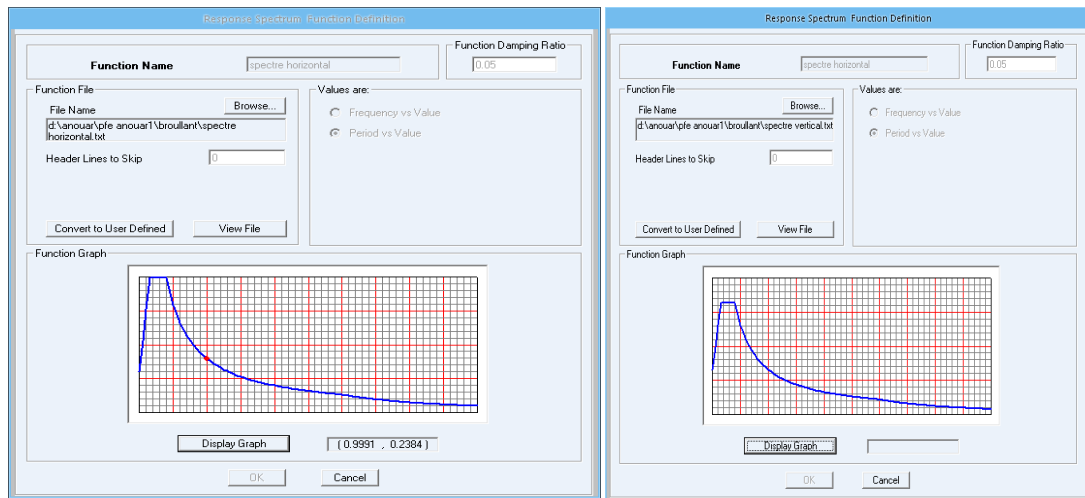 Response Spectrum Function Definition
Function Name
spectre horizontal
Function Damping Ratio
0.05
Function File
File Name
Browse...
d:\anouar\pfe anouar1\broullant\spectre
horizontal.txt
Header Lines to Skip
0
Convert to User Defined
View File
Values are:
Frequency vs Value
Period vs Value
Function Graph
Display Graph
( 0.9991 , 0.2384 )
OK
Cancel
Response Spectrum Function Definition
Function Name
spectre horizontal
Function Damping Ratio
0.05
Function File
File Name
Browse...
d:\anouar\pfe anouar1\broullant\spectre vertical.txt
Header Lines to Skip
0
Convert to User Defined
View File
Values are:
Frequency vs Value
Period vs Value
Function Graph
Display Graph
OK
Cancel